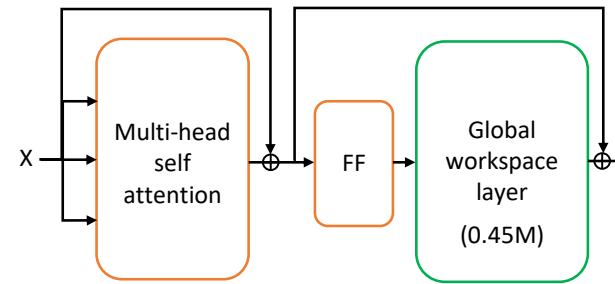 X
Multi-head
self
attention
FF
Global
workspace
layer
(0.45M)